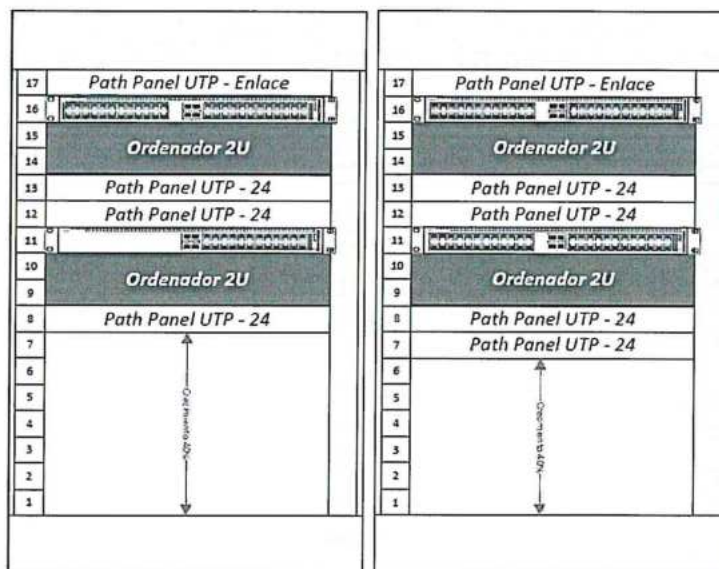 17 Path Panel UTP - Enlace
16
15
Ordenador 2U
14
13 Path Panel UTP - 24
12 Path Panel UTP - 24
11
10
Ordenador 2U
9
8 Path Panel UTP - 24
7
6
5
4
3
2
1
Crecimiento 40%
17 Path Panel UTP - Enlace
16
15
Ordenador 2U
14
13 Path Panel UTP - 24
12 Path Panel UTP - 24
11
10
Ordenador 2U
9
8 Path Panel UTP - 24
7 Path Panel UTP - 24
6
5
4
3
2
1
Crecimiento 40%